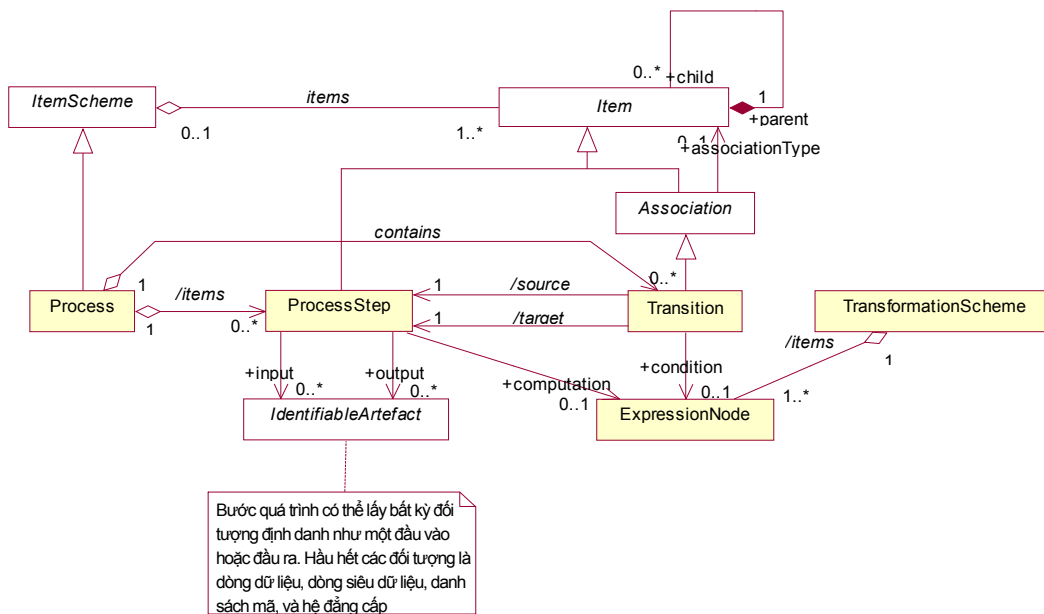 0..*
+child
ItemScheme
items
Item
1
0..1
1..*
+parent
0..1
+associationType
Association
contains
Process
1
/items
1
0..*
ProcessStep
1
/source
1
/target
0..*
Transition
TransformationScheme
/items
1
+input
0..*
+output
0..*
+computation
0..1
+condition
0..1
1..*
IdentifiableArtefact
ExpressionNode
Bước quá trình có thể lấy bất kỳ đối
tượng định danh như một đầu vào
hoặc đầu ra. Hầu hết các đối tượng là
dòng dữ liệu, dòng siêu dữ liệu, danh
sách mã, và hệ đẳng cấp